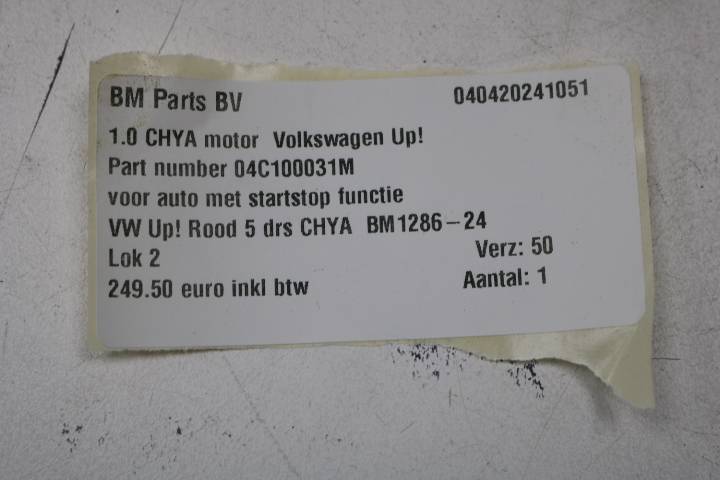 BM Parts BV 040420241051
1.0 CHYA motor Volkswagen Up!
Part number 04C100031M
voor auto met startstop functie
VW Up! Rood 5 drs CHYA BM1286-24
Lok 2 Verz: 50
249.50 euro inkl btw Aantal: 1